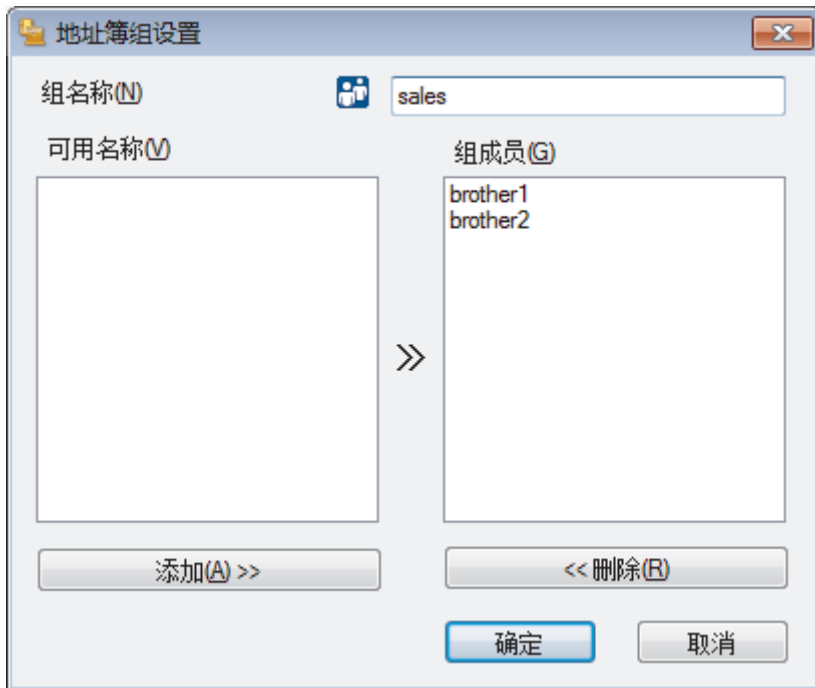 地址簿组设置
组名称(N)
sales
可用名称(V)
组成员(G)
brother1
brother2
添加(A) >>
<< 删除(R)
确定
取消